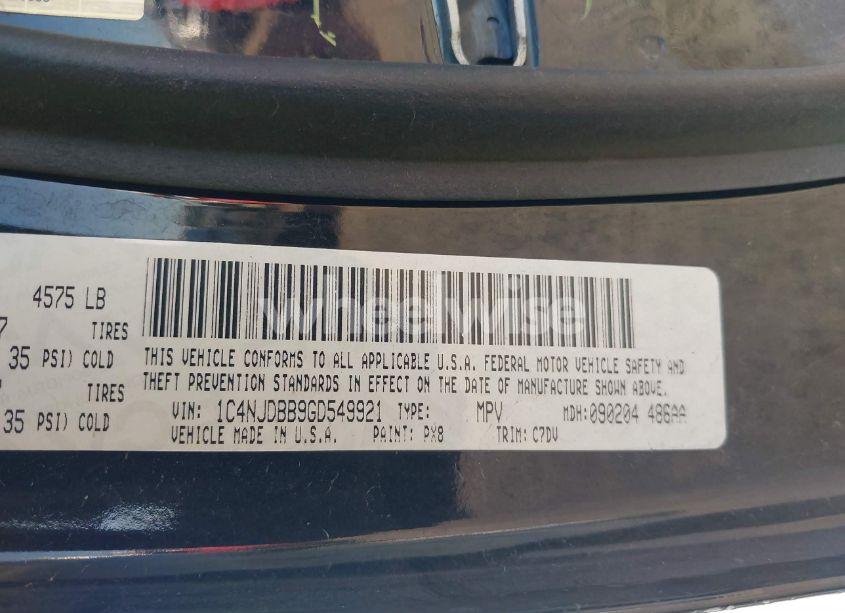 4575 LB
7 TIRES
35 PSI) COLD
TIRES
35 PSI) COLD
wheelwise
THIS VEHICLE CONFORMS TO ALL APPLICABLE U.S.A. FEDERAL MOTOR VEHICLE SAFETY AND
THEFT PREVENTION STANDARDS IN EFFECT ON THE DATE OF MANUFACTURE SHOWN ABOVE.
VIN: 1C4NJDBB9GD549921 TYPE: MPV MDH:090204 486AA
VEHICLE MADE IN U.S.A. PAINT: PX8 TRIM: C7DV